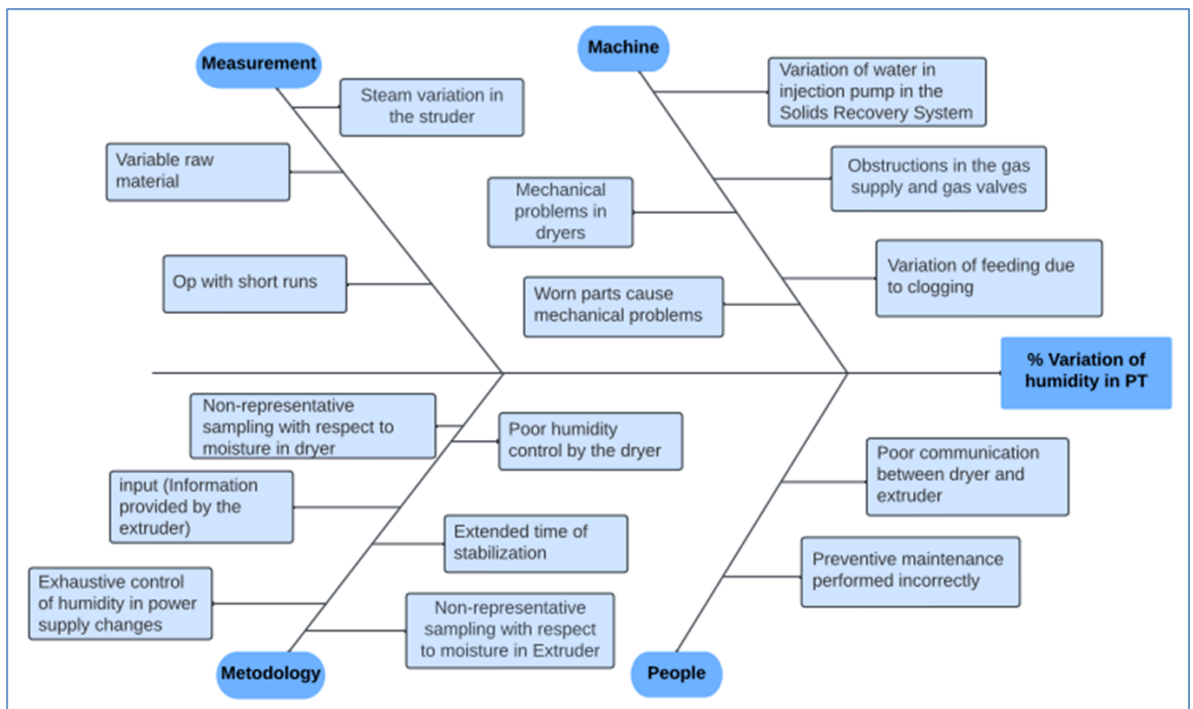 Measurement
Steam variation in
the struder
Variable raw
material
Op with short runs
Machine
Variation of water in
injection pump in the
Solids Recovery System
Obstructions in the gas
supply and gas valves
Mechanical
problems in
dryers
Variation of feeding due
to clogging
Worn parts cause
mechanical problems
% Variation of
humidity in PT
Non-representative
sampling with respect to
moisture in dryer
Poor humidity
control by the dryer
input (Information
provided by the
extruder)
Extended time of
stabilization
Exhaustive control
of humidity in power
supply changes
Non-representative
sampling with respect
to moisture in Extruder
Metodology
Poor communication
between dryer and
extruder
Preventive maintenance
performed incorrectly
People